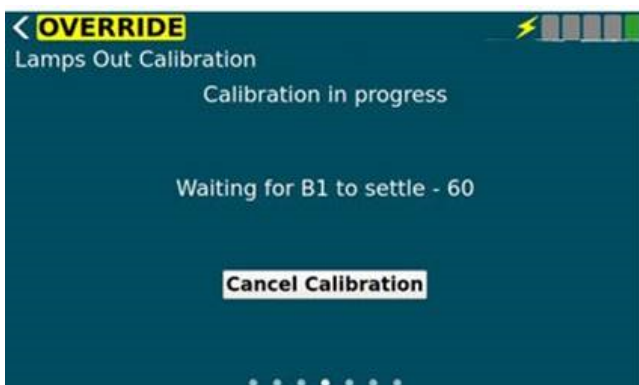 OVERRIDE
Lamps Out Calibration
Calibration in progress
Waiting for B1 to settle - 60
Cancel Calibration